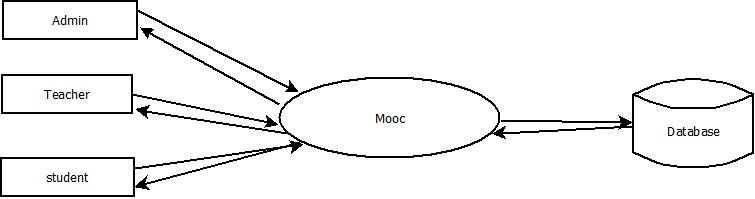 Admin
Teacher
Mooc
Database
student